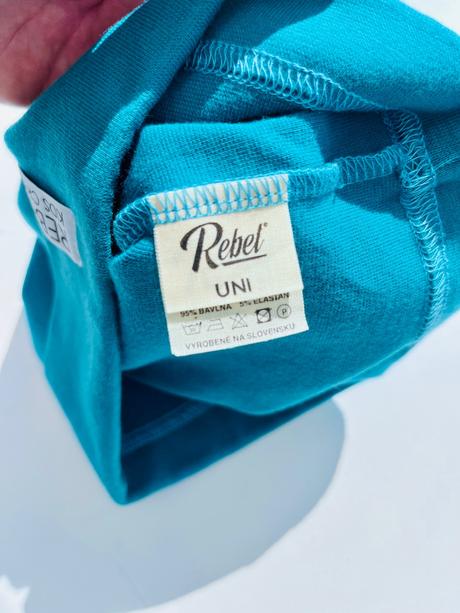 Rebel®
UNI
95% BAVLNA 5% ELASTAN
P
VYROBENÉ NA SLOVENSKU